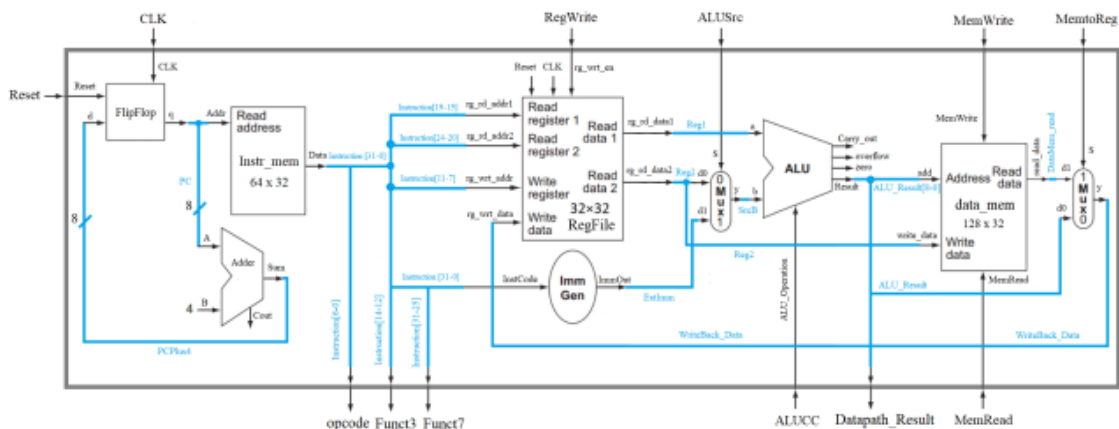 CLK
RegWrite
ALUSrc
MemWrite
MemtoReg
CLK
Reset
CLK
rg_wrt_en
Reset
Reset
d
FlipFlop
q
Addr
Read
address
Instr_mem
64 x 32
Data
Instruction[31-0]
PC
8
8
A
Adder
Sum
4
B
Cout
PCPlus4
Instruction[19-15]
rg_rd_addr1
Instruction[24-20]
rg_rd_addr2
Instruction[11-7]
rg_wrt_addr
rg_wrt_data
Read
register 1
Read
register 2
Write
register
Write
data
Read
data 1
Read
data 2
32×32
RegFile
rg_rd_data1
Reg1
rg_rd_data2
Reg2
d0
d1
S
0
Mux
1
y
SrcB
a
b
ALU
Carry_out
overflow
zero
Result
ALU_Result[8-0]
add
MemWrite
Address
Read
data
data_mem
128 x 32
Write
data
write_data
MemRead
read_data
DataMem_read
S
d1
1
Mux
0
d0
y
Instruction[31-0]
InstCode
Imm
Gen
ImmOut
ExtImm
Reg2
ALU_Operation
ALU_Result
WriteBack_Data
WriteBack_Data
Instruction[6-0]
Instruction[14-12]
Instruction[31-25]
opcode
Funct3
Funct7
ALUCC
Datapath_Result
MemRead